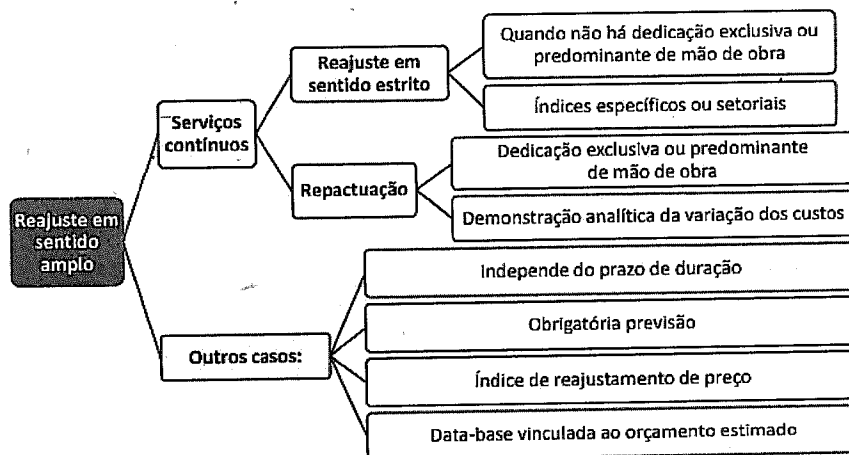 Reajuste em
sentido
amplo
Serviços
contínuos
Reajuste em
sentido estrito
Quando não há dedicação exclusiva ou
predominante de mão de obra
Índices específicos ou setoriais
Repactuação
Dedicação exclusiva ou predominante
de mão de obra
Demonstração analítica da variação dos custos
Outros casos:
Independe do prazo de duração
Obrigatória previsão
Índice de reajustamento de preço
Data-base vinculada ao orçamento estimado